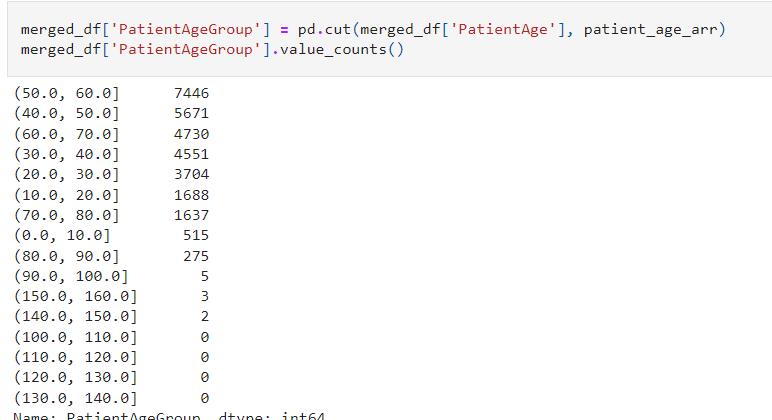 merged_df['PatientAgeGroup'] = pd.cut(merged_df['PatientAge'], patient_age_arr)
merged_df['PatientAgeGroup'].value_counts()
(50.0, 60.0]      7446
(40.0, 50.0]      5671
(60.0, 70.0]      4730
(30.0, 40.0]      4551
(20.0, 30.0]      3704
(10.0, 20.0]      1688
(70.0, 80.0]      1637
(0.0, 10.0]        515
(80.0, 90.0]       275
(90.0, 100.0]        5
(150.0, 160.0]       3
(140.0, 150.0]       2
(100.0, 110.0]       0
(110.0, 120.0]       0
(120.0, 130.0]       0
(130.0, 140.0]       0
Name: PatientAgeGroup, dtype: int64